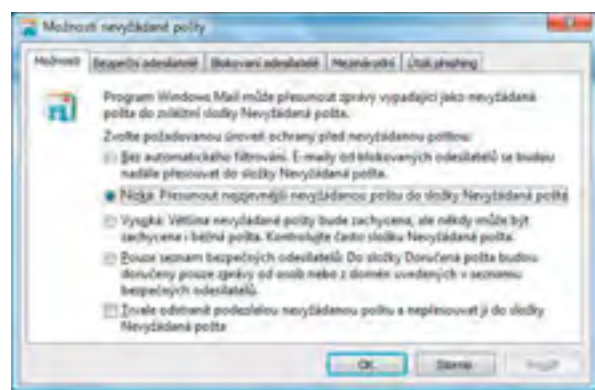 Možnosti nevyžádané pošty
Možnosti
Bezpeční odesilatelé
Blokovaní odesilatelé
Mezinárodní
Útok phishing
Program Windows Mail může přesunout zprávy vypadající jako nevyžádaná
pošta do zvláštní složky Nevyžádaná pošta.
Zvolte požadovanou úroveň ochrany před nevyžádanou poštou:
Bez automatického filtrování. E-maily od blokovaných odesilatelů se budou
nadále přesouvat do složky Nevyžádaná pošta.
Nízká: Přesunout nejzjevnější nevyžádanou poštu do složky Nevyžádaná pošta
Vysoká: Většina nevyžádané pošty bude zachycena, ale někdy může být
zachycena i běžná pošta. Kontrolujte často složku Nevyžádaná pošta.
Pouze seznam bezpečných odesilatelů: Do složky Doručená pošta budou
doručeny pouze zprávy od osob nebo z domén uvedených v seznamu
bezpečných odesilatelů.
Trvale odstranit podezřelou nevyžádanou poštu a nepřesouvat ji do složky
Nevyžádaná pošta
OK
Storno
Použít